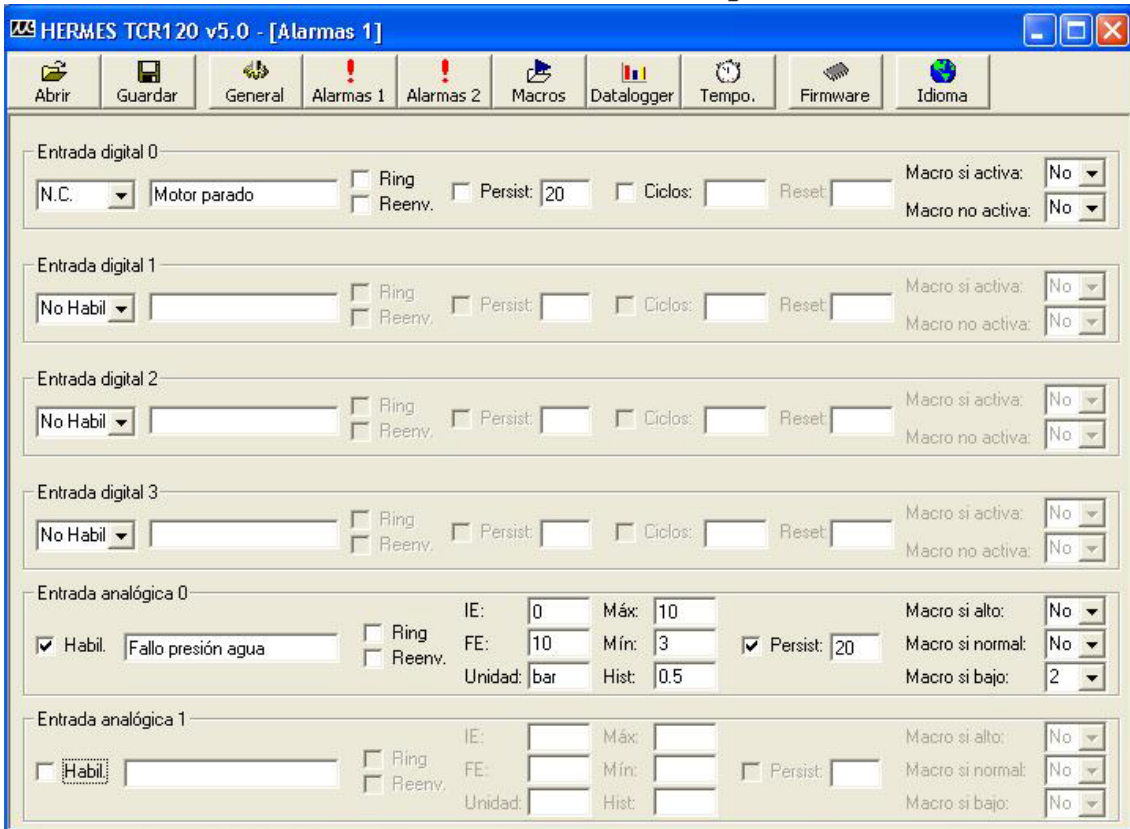 HERMES TCR120 v5.0 - [Alarmas 1]
Abrir Guardar General Alarmas 1 Alarmas 2 Macros Datalogger Tempo. Firmware Idioma
Entrada digital 0
N.C. Motor parado Ring Reenv. Persist: 20 Ciclos: Reset: Macro si activa: No
Macro no activa: No
Entrada digital 1
No Habil Ring Reenv. Persist: Ciclos: Reset: Macro si activa: No
Macro no activa: No
Entrada digital 2
No Habil Ring Reenv. Persist: Ciclos: Reset: Macro si activa: No
Macro no activa: No
Entrada digital 3
No Habil Ring Reenv. Persist: Ciclos: Reset: Macro si activa: No
Macro no activa: No
Entrada analógica 0
IE: 0 Máx: 10 Macro si alto: No
Habil. Fallo presión agua Ring Reenv. FE: 10 Mín: 3 Persist: 20 Macro si normal: No
Unidad: bar Hist: 0.5 Macro si bajo: 2
Entrada analógica 1
IE: Máx: Macro si alto: No
Habil. Ring Reenv. FE: Mín: Persist: Macro si normal: No
Unidad: Hist: Macro si bajo: No